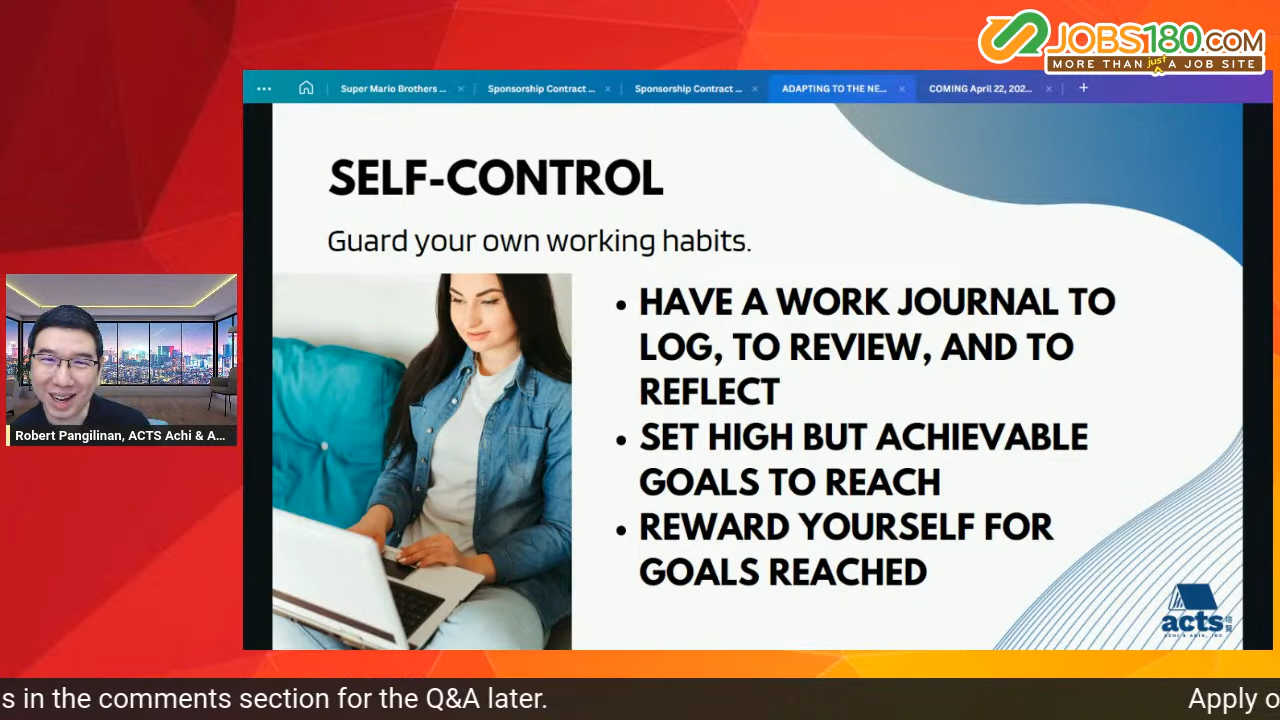 JOBS180.COM
MORE THAN just A JOB SITE
Super Mario Brothers ...
Sponsorship Contract ...
Sponsorship Contract ...
ADAPTING TO THE NE...
COMING April 22, 202...
SELF-CONTROL
Guard your own working habits.
• HAVE A WORK JOURNAL TO
LOG, TO REVIEW, AND TO
REFLECT
• SET HIGH BUT ACHIEVABLE
GOALS TO REACH
• REWARD YOURSELF FOR
GOALS REACHED
Robert Pangilinan, ACTS Achi & A...
acts
ACHI & ASIA, INC
s in the comments section for the Q&A later.
Apply o